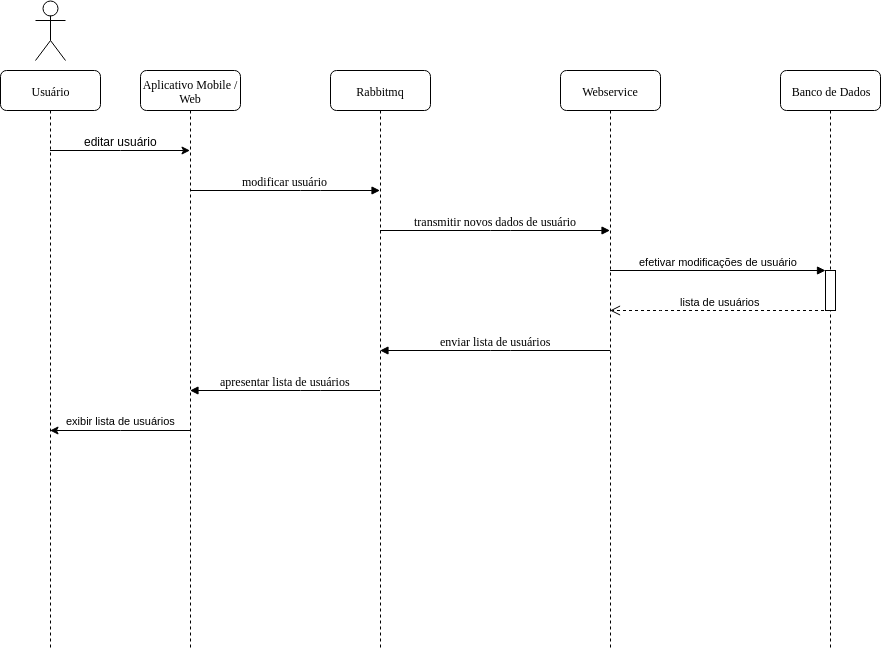 Usuário
Aplicativo Mobile /
Web
Rabbitmq
Webservice
Banco de Dados
editar usuário
modificar usuário
transmitir novos dados de usuário
efetivar modificações de usuário
lista de usuários
enviar lista de usuários
apresentar lista de usuários
exibir lista de usuários